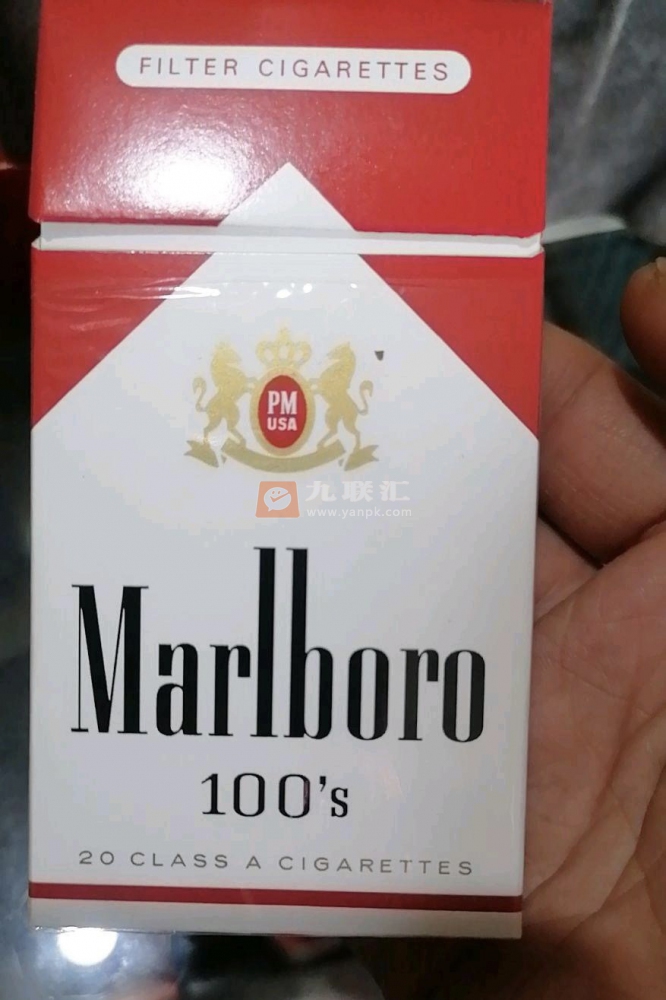 FILTER CIGARETTES
PM
USA
九联汇
www.yanpk.com
Marlboro
100's
20 CLASS A CIGARETTES